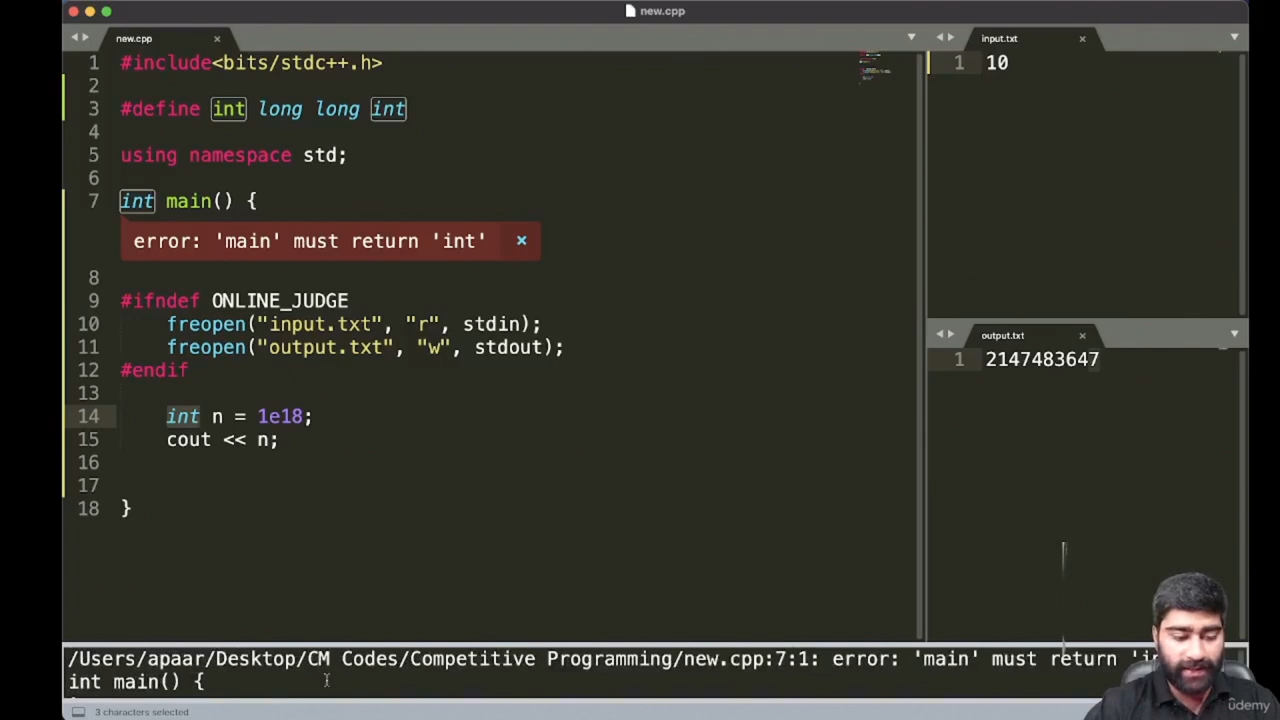 new.cpp
new.cpp
1 #include<bits/stdc++.h>
2
3 #define int long long int
4
5 using namespace std;
6
7 int main() {
error: 'main' must return 'int' ×
8
9 #ifndef ONLINE_JUDGE
10 freopen("input.txt", "r", stdin);
11 freopen("output.txt", "w", stdout);
12 #endif
13
14 int n = 1e18;
15 cout << n;
16
17
18 }
input.txt
1 10
output.txt
1 2147483647
/Users/apaar/Desktop/CM Codes/Competitive Programming/new.cpp:7:1: error: 'main' must return
int main() {
3 characters selected
ûdemy